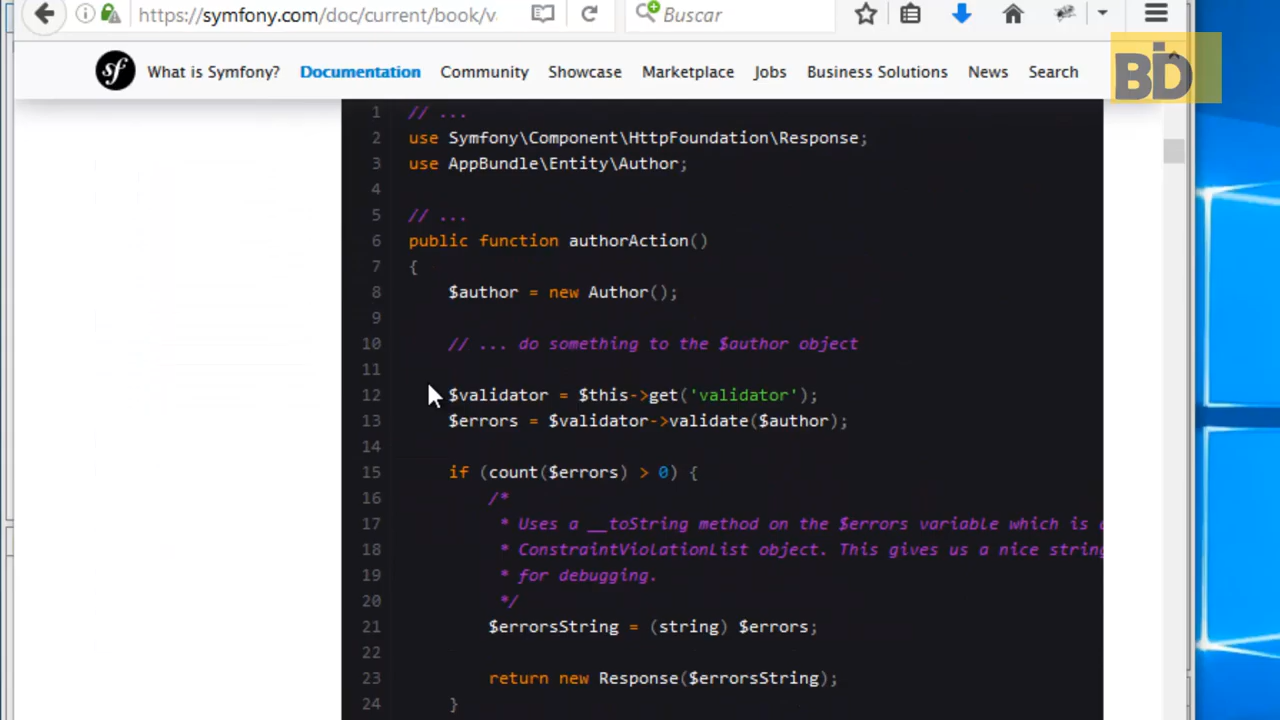 https://symfony.com/doc/current/book/v
Buscar
sf
What is Symfony? Documentation Community Showcase Marketplace Jobs Business Solutions News Search
BD
1 // ...
2 use Symfony\Component\HttpFoundation\Response;
3 use AppBundle\Entity\Author;
4
5 // ...
6 public function authorAction()
7 {
8 $author = new Author();
9
10 // ... do something to the $author object
11
12 $validator = $this->get('validator');
13 $errors = $validator->validate($author);
14
15 if (count($errors) > 0) {
16 /*
17 * Uses a __toString method on the $errors variable which is
18 * ConstraintViolationList object. This gives us a nice string
19 * for debugging.
20 */
21 $errorsString = (string) $errors;
22
23 return new Response($errorsString);
24 }